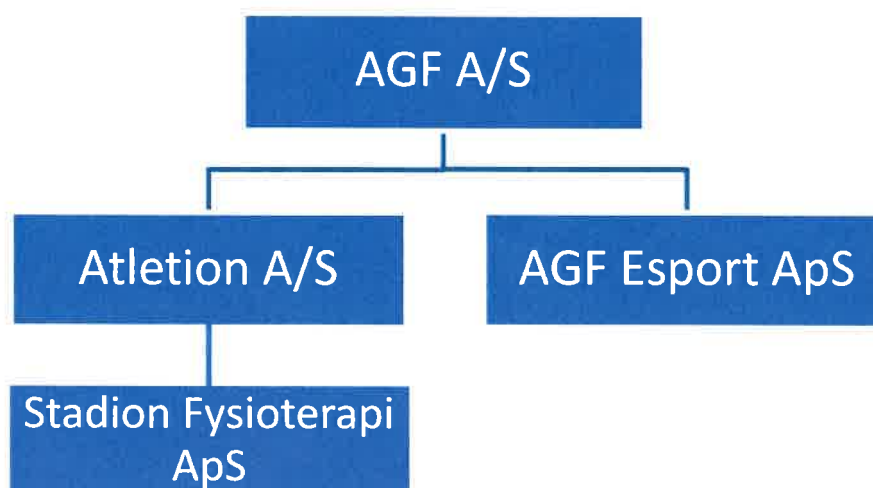 AGF A/S
Atletion A/S
AGF Esport ApS
Stadion Fysioterapi
ApS